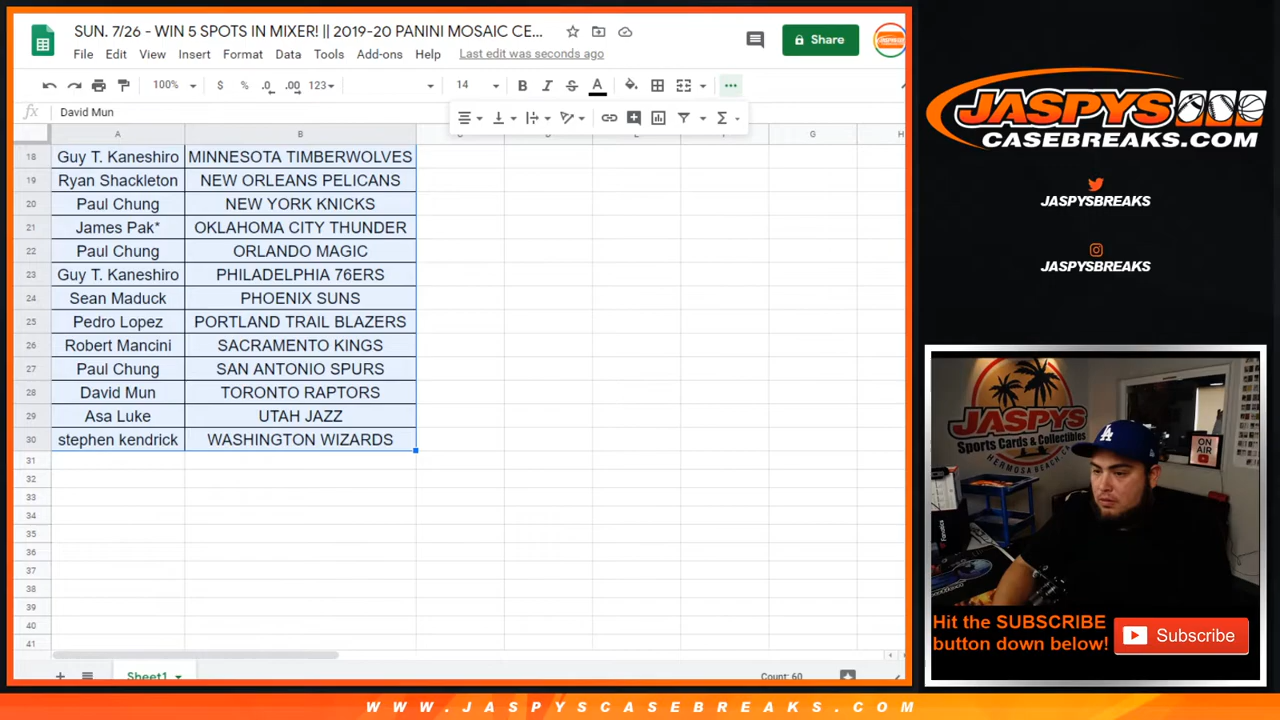 SUN. 7/26 - WIN 5 SPOTS IN MIXER! || 2019-20 PANINI MOSAIC CE...
File Edit View Insert Format Data Tools Add-ons Help Last edit was seconds ago
Share
100% $ % .0 .00 123 14 B I S A
fx David Mun
A B G H
18 Guy T. Kaneshiro MINNESOTA TIMBERWOLVES
19 Ryan Shackleton NEW ORLEANS PELICANS
20 Paul Chung NEW YORK KNICKS
21 James Pak* OKLAHOMA CITY THUNDER
22 Paul Chung ORLANDO MAGIC
23 Guy T. Kaneshiro PHILADELPHIA 76ERS
24 Sean Maduck PHOENIX SUNS
25 Pedro Lopez PORTLAND TRAIL BLAZERS
26 Robert Mancini SACRAMENTO KINGS
27 Paul Chung SAN ANTONIO SPURS
28 David Mun TORONTO RAPTORS
29 Asa Luke UTAH JAZZ
30 stephen kendrick WASHINGTON WIZARDS
31
32
33
34
35
36
37
38
39
40
41
Sheet1
Count: 60
JASPYS
CASEBREAKS.COM
JASPYSBREAKS
JASPYSBREAKS
JASPYS
Sports Cards & Collectibles
HERMOSA BEACH, CA
ON
AIR
Fanatics
LA
Hit the SUBSCRIBE
button down below!
Subscribe
WWW.JASPYSCASEBREAKS.COM